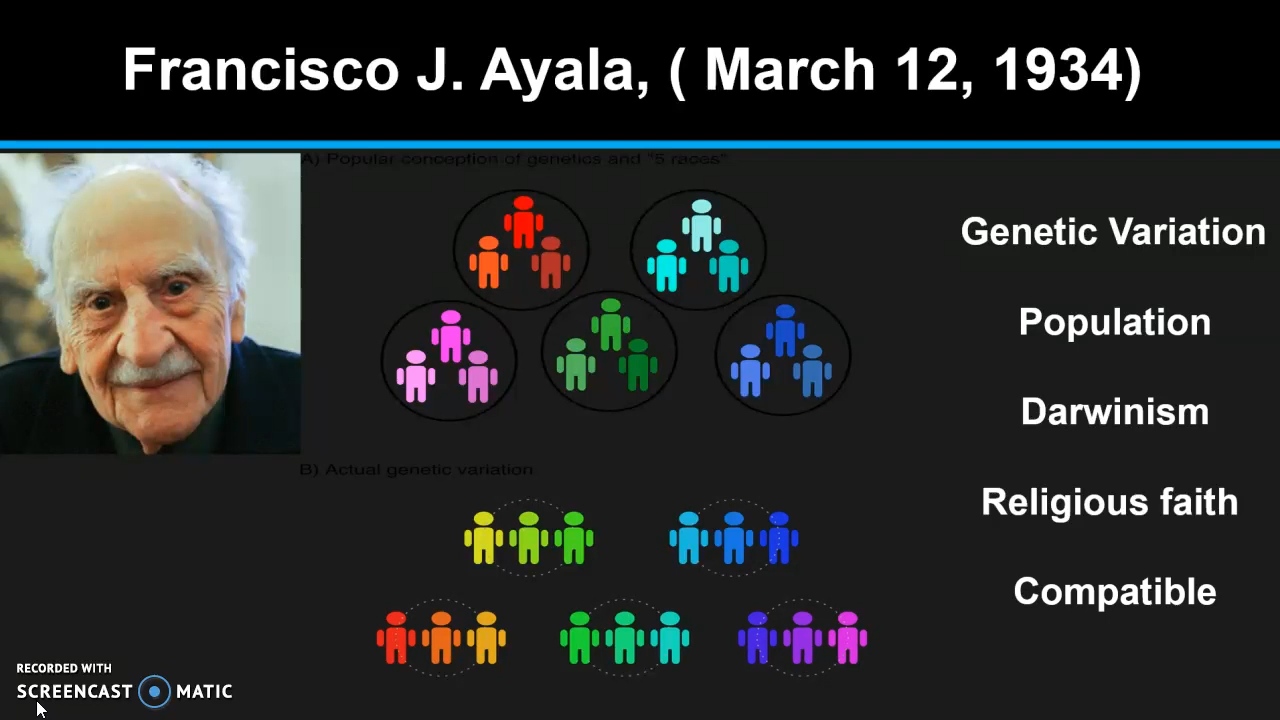 Francisco J. Ayala, ( March 12, 1934)
A) Popular conception of genetics and "5 races"
Genetic Variation
Population
Darwinism
B) Actual genetic variation
Religious faith
Compatible
RECORDED WITH
SCREENCAST MATIC